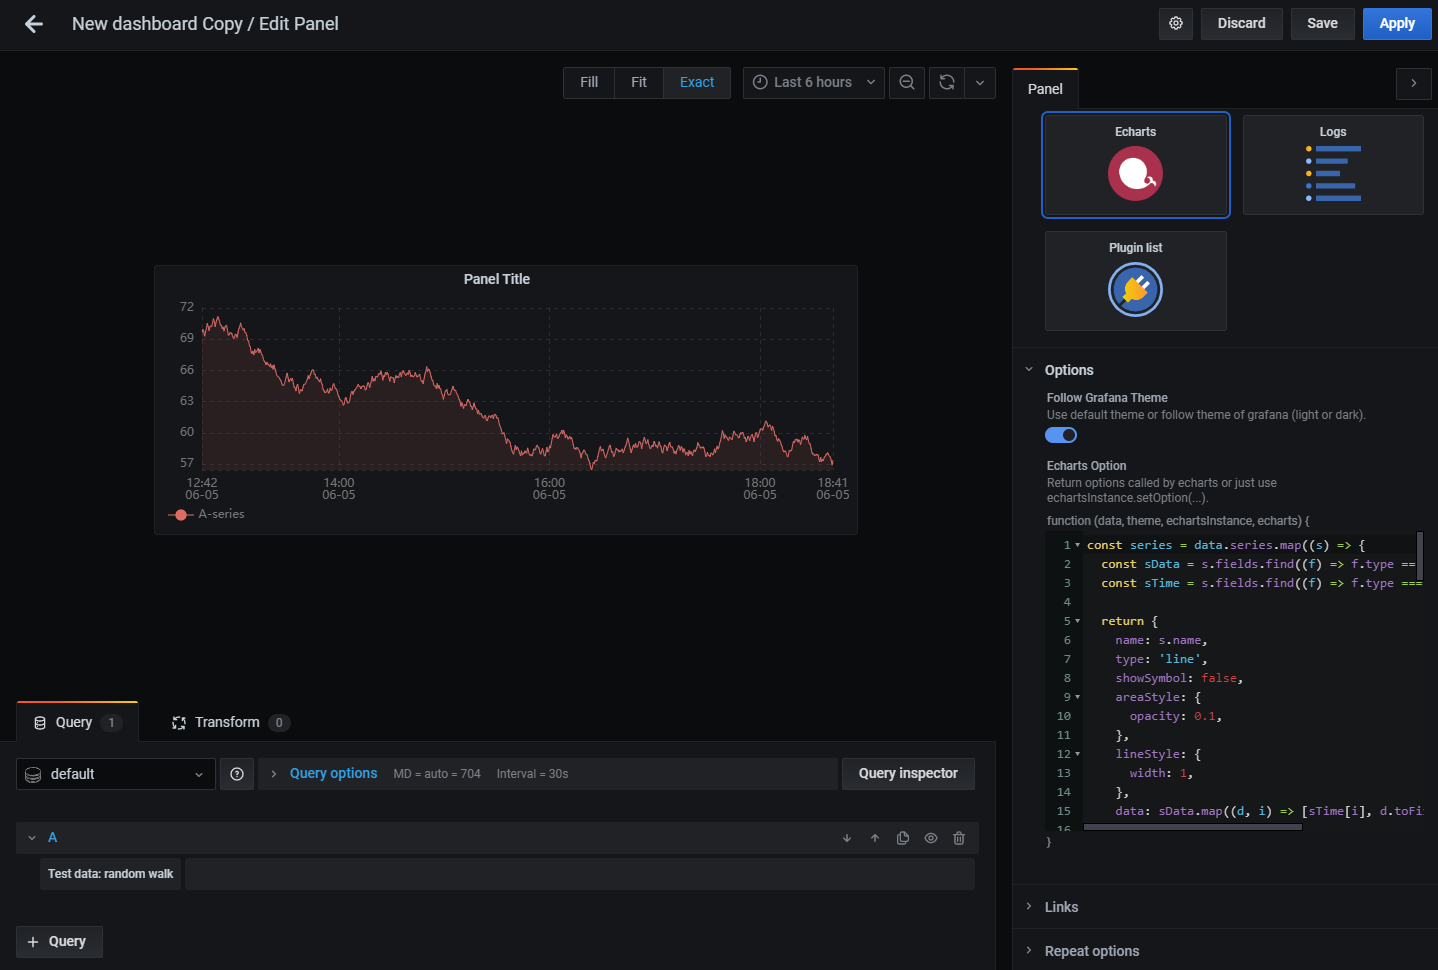 New dashboard Copy / Edit Panel
Discard
Save
Apply
Fill
Fit
Exact
Last 6 hours
Panel
Echarts
Logs
Plugin list
Panel Title
72
69
66
63
60
57
12:42
06-05
14:00
06-05
16:00
06-05
18:00
06-05
18:41
06-05
A-series
Options
Follow Grafana Theme
Use default theme or follow theme of grafana (light or dark).
Echarts Option
Return options called by echarts or just use
echartsInstance.setOption(...).
function (data, theme, echartsInstance, echarts) {
1 const series = data.series.map((s) => {
2 const sData = s.fields.find((f) => f.type ==
3 const sTime = s.fields.find((f) => f.type ===
4
5 return {
6 name: s.name,
7 type: 'line',
8 showSymbol: false,
9 areaStyle: {
10 opacity: 0.1,
11 },
12 lineStyle: {
13 width: 1,
14 },
15 data: sData.map((d, i) => [sTime[i], d.toFi
16
}
Links
Repeat options
Query 1
Transform 0
default
Query options MD = auto = 704 Interval = 30s
Query inspector
A
Test data: random walk
+ Query